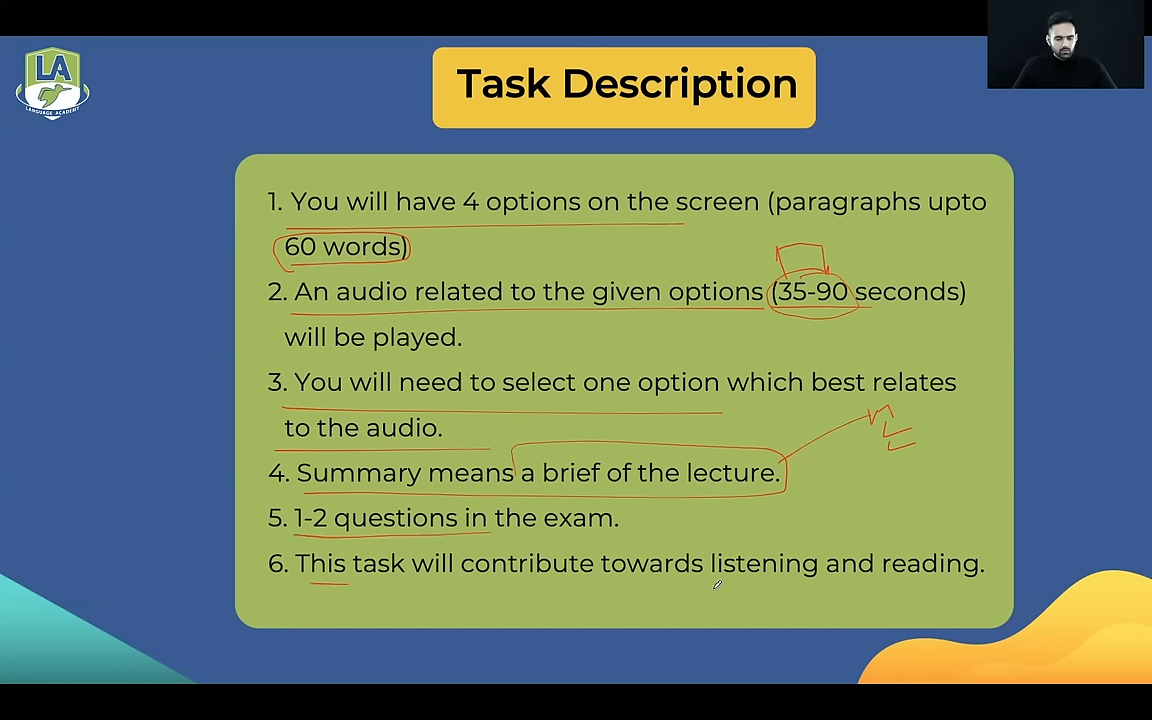 LA
LANGUAGE ACADEMY
Task Description
1. You will have 4 options on the screen (paragraphs upto
60 words)
2. An audio related to the given options (35-90 seconds)
will be played.
3. You will need to select one option which best relates
to the audio.
4. Summary means a brief of the lecture.
5. 1-2 questions in the exam.
6. This task will contribute towards listening and reading.